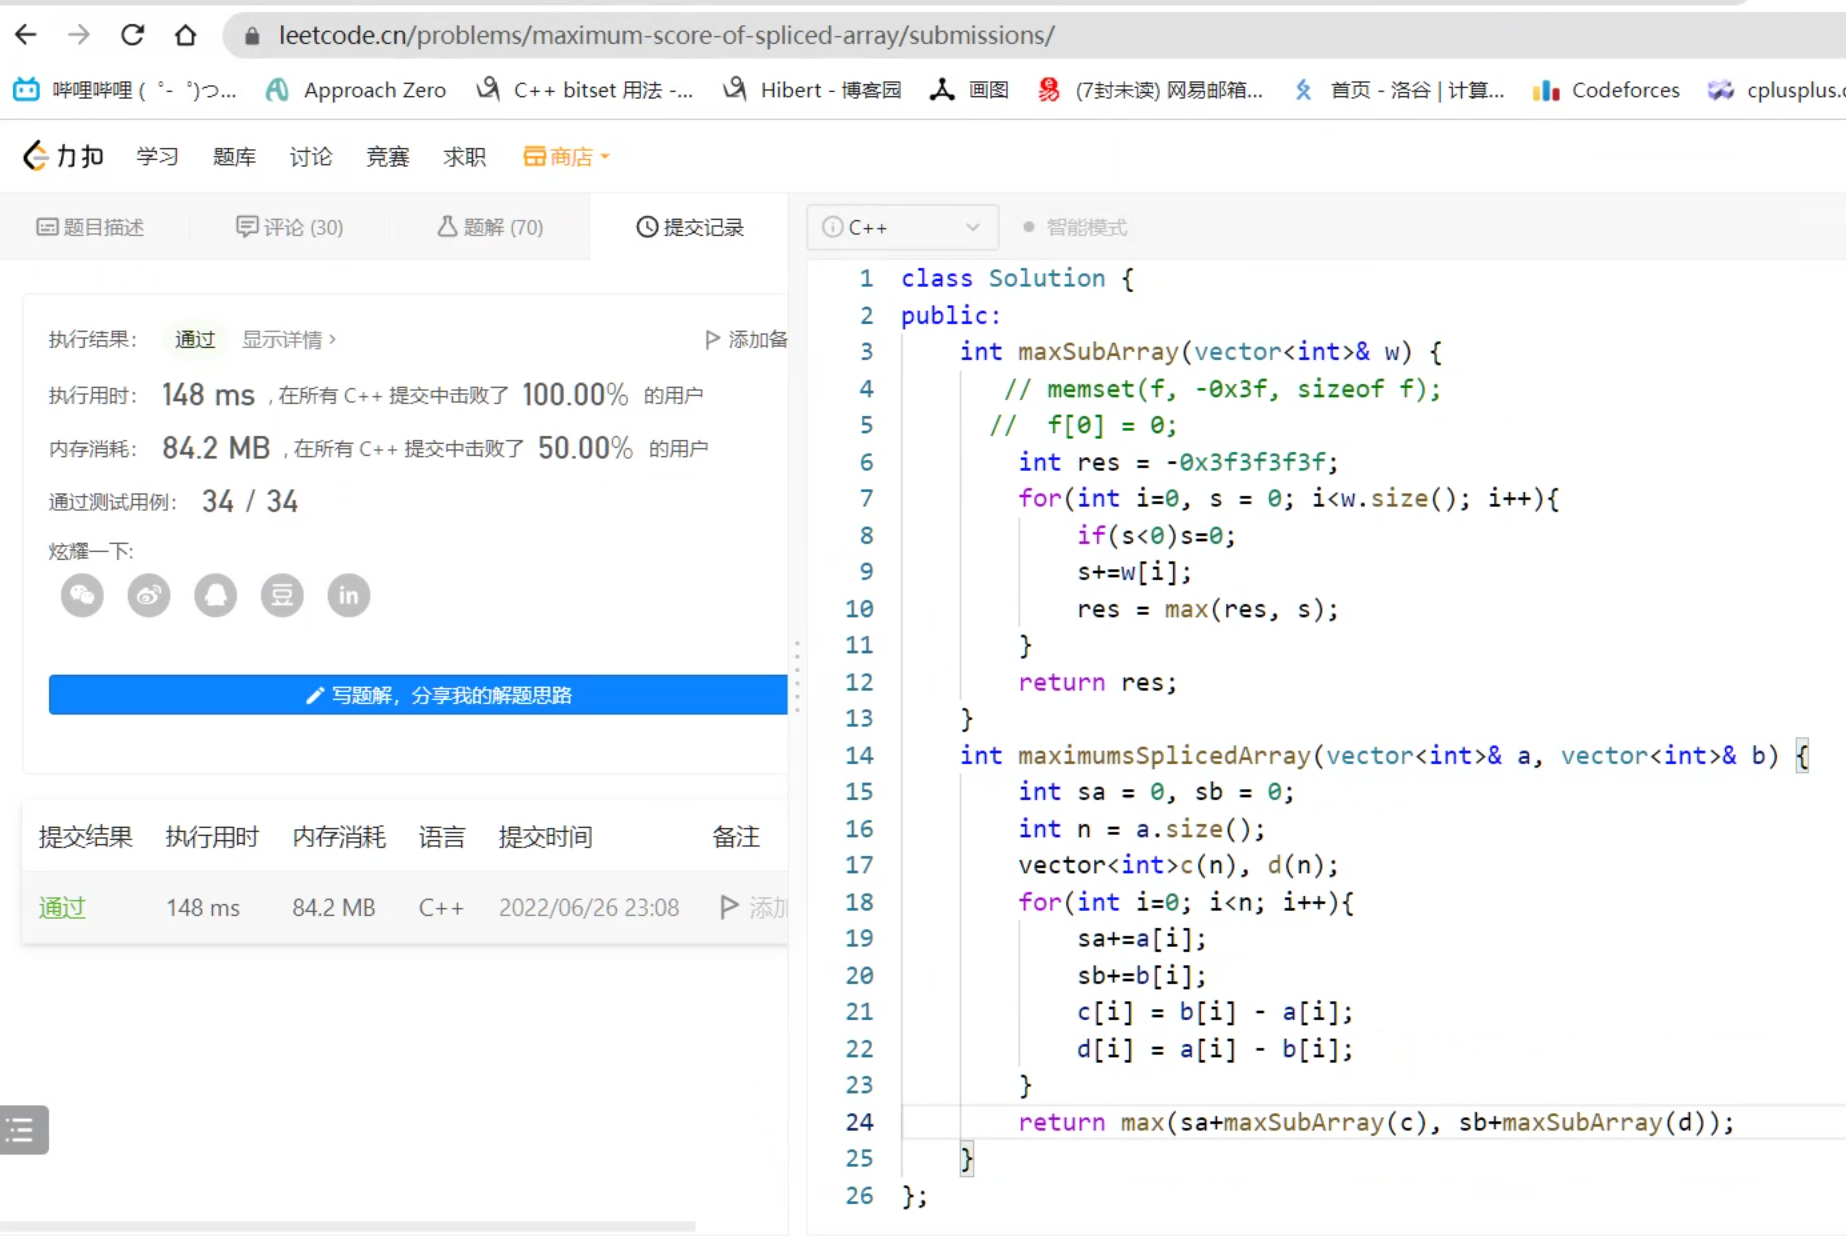 leetcode.cn/problems/maximum-score-of-spliced-array/submissions/
哔哩哔哩 ( ゜- ゜)つ... Approach Zero C++ bitset 用法 -... Hibert - 博客园 画图 (7封未读) 网易邮箱... 首页 - 洛谷 | 计算... Codeforces cplusplus.c
力扣 学习 题库 讨论 竞赛 求职 商店
题目描述 评论 (30) 题解 (70) 提交记录 C++ 智能模式
执行结果： 通过 显示详情 › 添加备
执行用时： 148 ms , 在所有 C++ 提交中击败了 100.00% 的用户
内存消耗： 84.2 MB , 在所有 C++ 提交中击败了 50.00% 的用户
通过测试用例： 34 / 34
炫耀一下:
豆 in
写题解，分享我的解题思路
提交结果 执行用时 内存消耗 语言 提交时间 备注
通过 148 ms 84.2 MB C++ 2022/06/26 23:08 添加
1 class Solution {
2 public:
3 int maxSubArray(vector<int>& w) {
4 // memset(f, -0x3f, sizeof f);
5 // f[0] = 0;
6 int res = -0x3f3f3f3f;
7 for(int i=0, s = 0; i<w.size(); i++){
8 if(s<0)s=0;
9 s+=w[i];
10 res = max(res, s);
11 }
12 return res;
13 }
14 int maximumsSplicedArray(vector<int>& a, vector<int>& b) {
15 int sa = 0, sb = 0;
16 int n = a.size();
17 vector<int>c(n), d(n);
18 for(int i=0; i<n; i++){
19 sa+=a[i];
20 sb+=b[i];
21 c[i] = b[i] - a[i];
22 d[i] = a[i] - b[i];
23 }
24 return max(sa+maxSubArray(c), sb+maxSubArray(d));
25 }
26 };